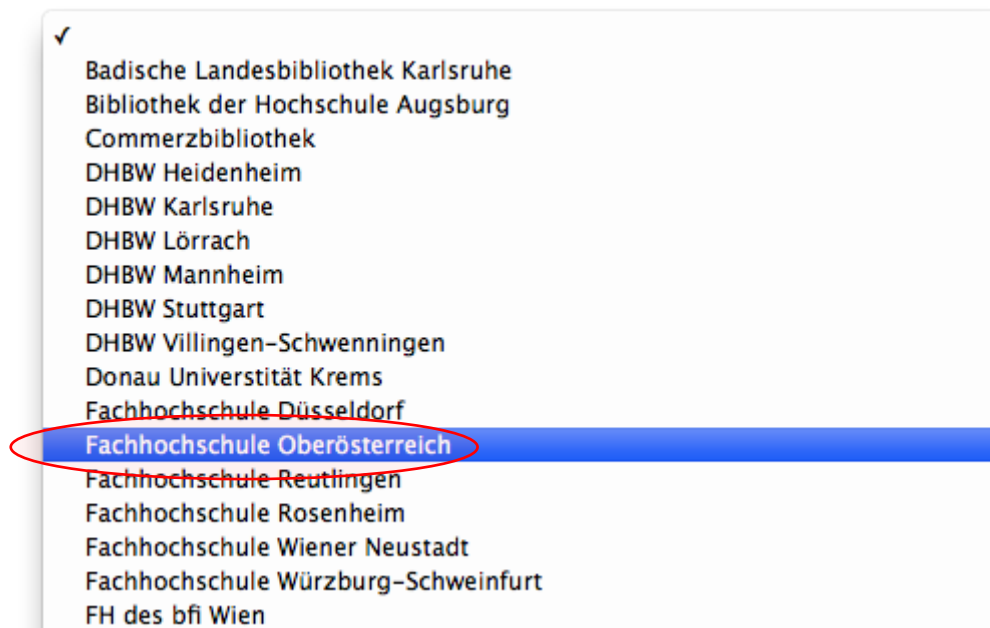 ✓
Badische Landesbibliothek Karlsruhe
Bibliothek der Hochschule Augsburg
Commerzbibliothek
DHBW Heidenheim
DHBW Karlsruhe
DHBW Lörrach
DHBW Mannheim
DHBW Stuttgart
DHBW Villingen-Schwenningen
Donau Universtität Krems
Fachhochschule Düsseldorf
Fachhochschule Oberösterreich
Fachhochschule Reutlingen
Fachhochschule Rosenheim
Fachhochschule Wiener Neustadt
Fachhochschule Würzburg-Schweinfurt
FH des bfi Wien